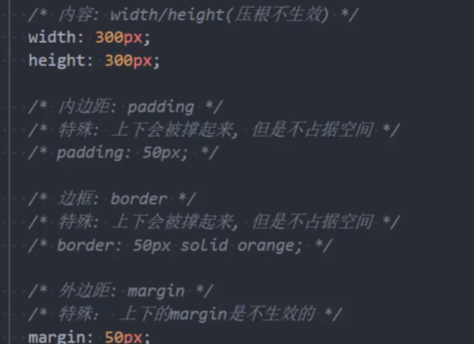 /* 内容: width/height(压根不生效) */
width: 300px;
height: 300px;
/* 内边距: padding */
/* 特殊: 上下会被撑起来, 但是不占据空间 */
/* padding: 50px; */
/* 边框: border */
/* 特殊: 上下会被撑起来, 但是不占据空间 */
/* border: 50px solid orange; */
/* 外边距: margin */
/* 特殊: 上下的margin是不生效的 */
margin: 50px;